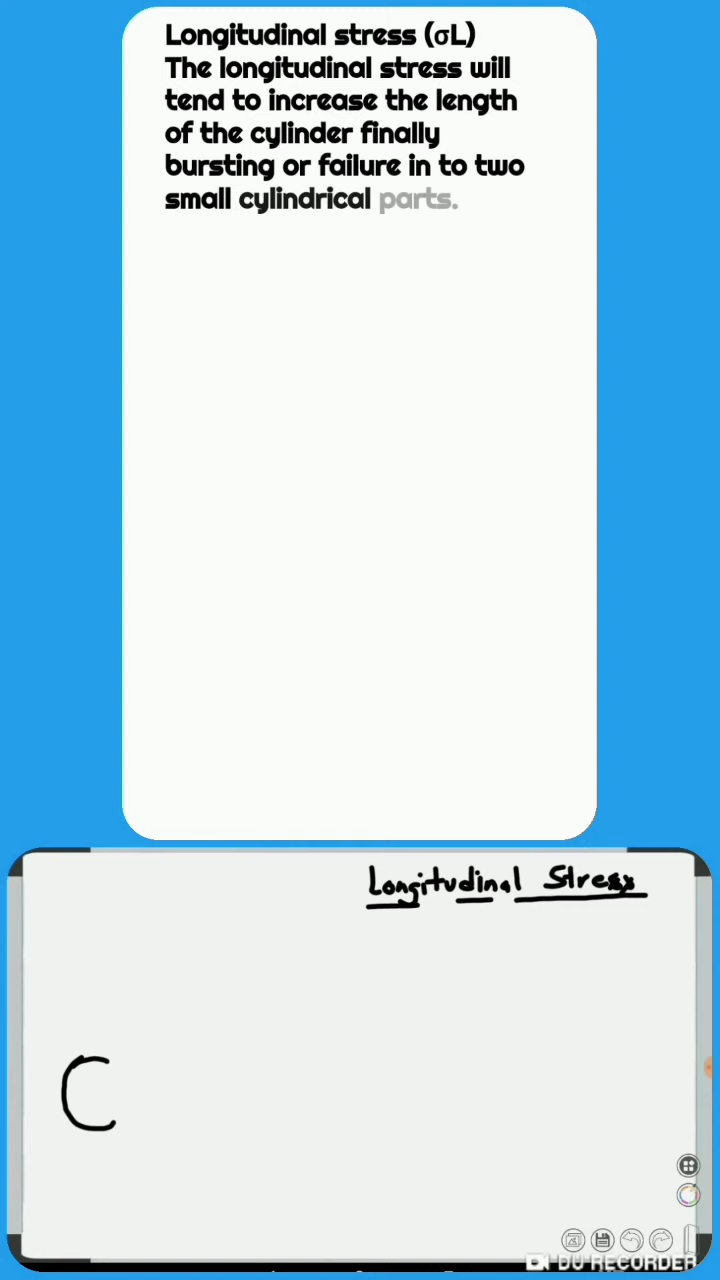 Longitudinal stress (σL)
The longitudinal stress will
tend to increase the length
of the cylinder finally
bursting or failure in to two
small cylindrical parts.
Longitudinal Stress
C
DU RECORDER